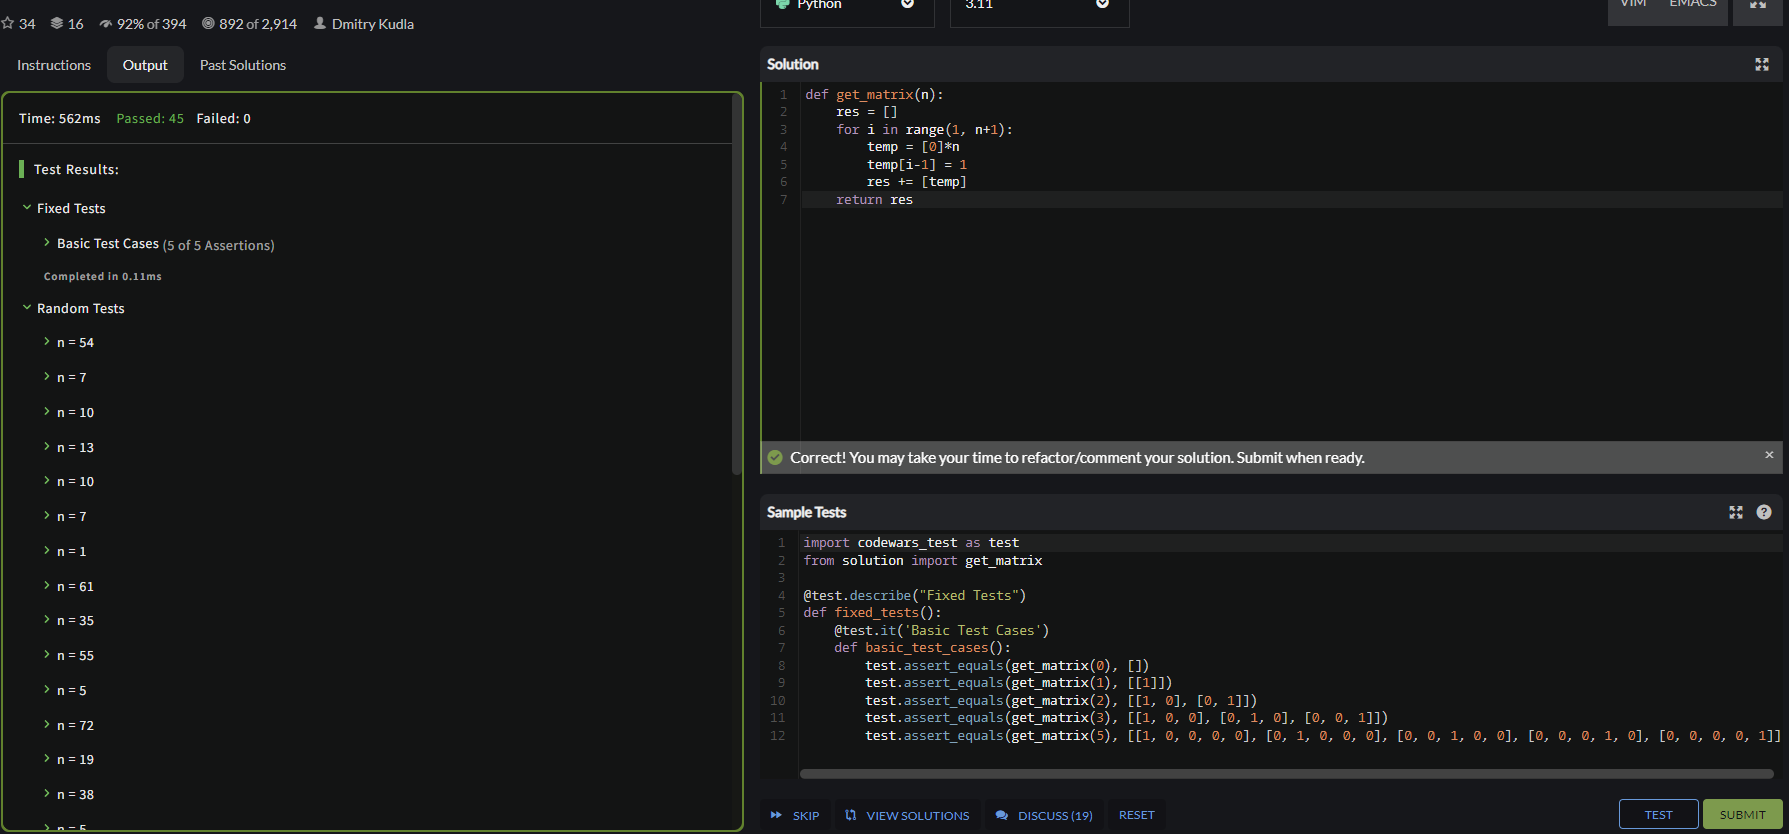 34 16 92% of 394 892 of 2,914 Dmitry Kudla
Instructions Output Past Solutions
Time: 562ms Passed: 45 Failed: 0
Test Results:
Fixed Tests
Basic Test Cases (5 of 5 Assertions)
Completed in 0.11ms
Random Tests
n = 54
n = 7
n = 10
n = 13
n = 10
n = 7
n = 1
n = 61
n = 35
n = 55
n = 5
n = 72
n = 19
n = 38
n = 5
Python 3.11 VIM EMACS
Solution
1 def get_matrix(n):
2     res = []
3     for i in range(1, n+1):
4         temp = [0]*n
5         temp[i-1] = 1
6         res += [temp]
7     return res
Correct! You may take your time to refactor/comment your solution. Submit when ready. ×
Sample Tests ?
1 import codewars_test as test
2 from solution import get_matrix
3
4 @test.describe("Fixed Tests")
5 def fixed_tests():
6     @test.it('Basic Test Cases')
7     def basic_test_cases():
8         test.assert_equals(get_matrix(0), [])
9         test.assert_equals(get_matrix(1), [[1]])
10         test.assert_equals(get_matrix(2), [[1, 0], [0, 1]])
11         test.assert_equals(get_matrix(3), [[1, 0, 0], [0, 1, 0], [0, 0, 1]])
12         test.assert_equals(get_matrix(5), [[1, 0, 0, 0, 0], [0, 1, 0, 0, 0], [0, 0, 1, 0, 0], [0, 0, 0, 1, 0], [0, 0, 0, 0, 1]]
SKIP VIEW SOLUTIONS DISCUSS (19) RESET TEST SUBMIT